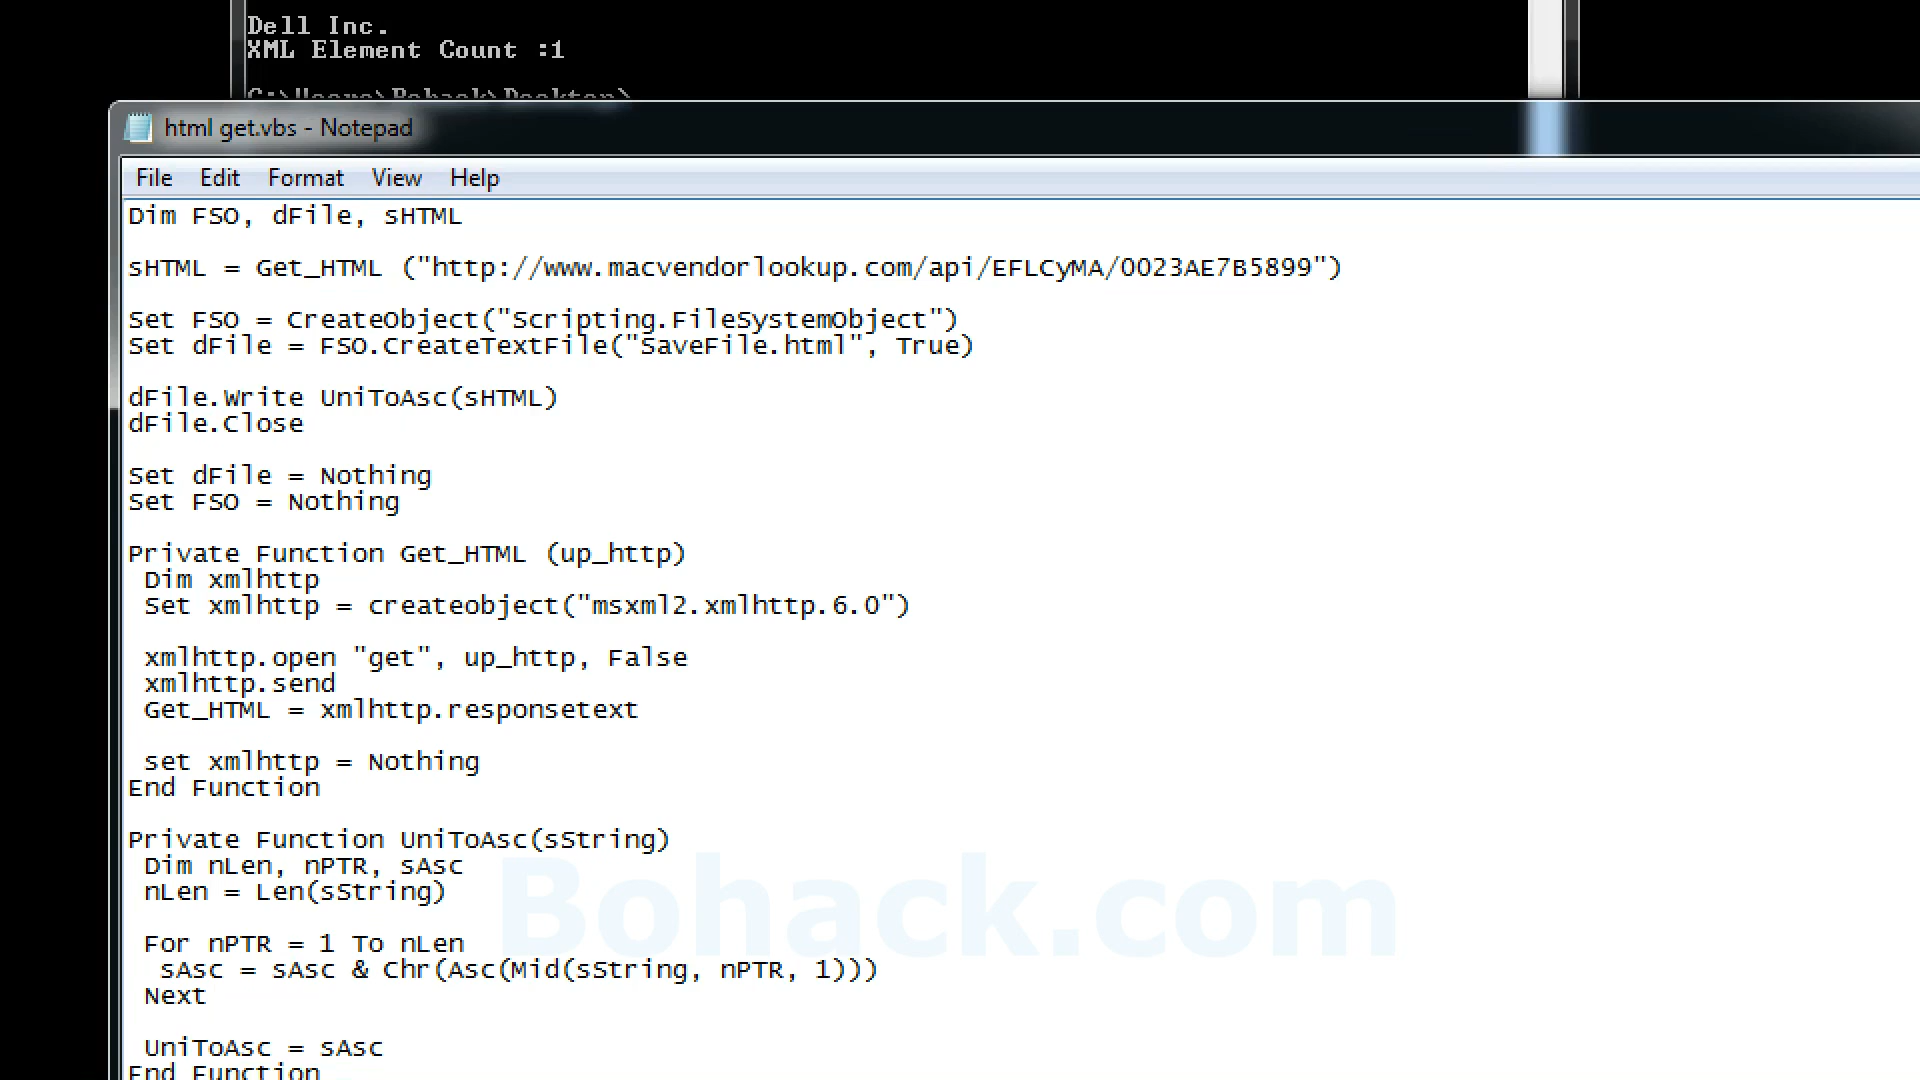 Dell Inc.
XML Element Count :1
C:\Users\Bohack\Desktop\
html get.vbs - Notepad
File Edit Format View Help
Dim FSO, dFile, sHTML
sHTML = Get_HTML ("http://www.macvendorlookup.com/api/EFLCyMA/0023AE7B5899")
Set FSO = CreateObject("Scripting.FileSystemObject")
Set dFile = FSO.CreateTextFile("SaveFile.html", True)
dFile.Write UniToAsc(sHTML)
dFile.Close
Set dFile = Nothing
Set FSO = Nothing
Private Function Get_HTML (up_http)
Dim xmlhttp
Set xmlhttp = createobject("msxml2.xmlhttp.6.0")
xmlhttp.open "get", up_http, False
xmlhttp.send
Get_HTML = xmlhttp.responsetext
set xmlhttp = Nothing
End Function
Private Function UniToAsc(sString)
Dim nLen, nPTR, sAsc
nLen = Len(sString)
For nPTR = 1 To nLen
sAsc = sAsc & Chr(Asc(Mid(sString, nPTR, 1)))
Next
UniToAsc = sAsc
End Function
Bohack.com